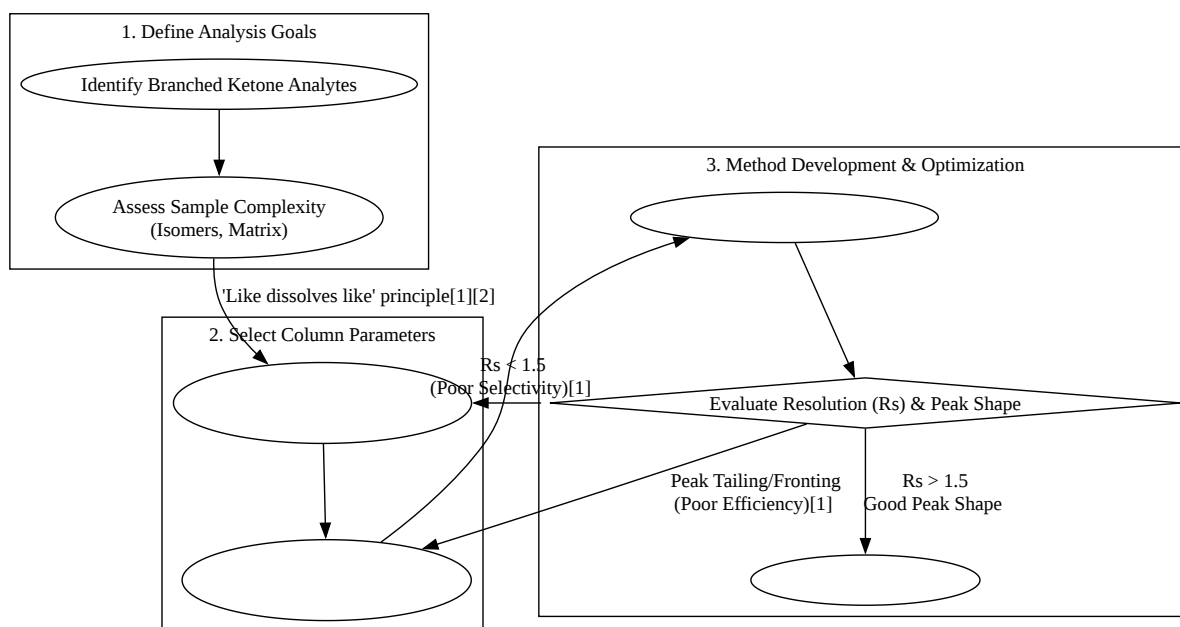 1. Define Analysis Goals
Identify Branched Ketone Analytes
Assess Sample Complexity
(Isomers, Matrix)
'Like dissolves like' principle[1][2]
2. Select Column Parameters
Rs < 1.5
(Poor Selectivity)[1]
3. Method Development & Optimization
Evaluate Resolution (Rs) & Peak Shape
Peak Tailing/Fronting
(Poor Efficiency)[1]
Rs > 1.5
Good Peak Shape